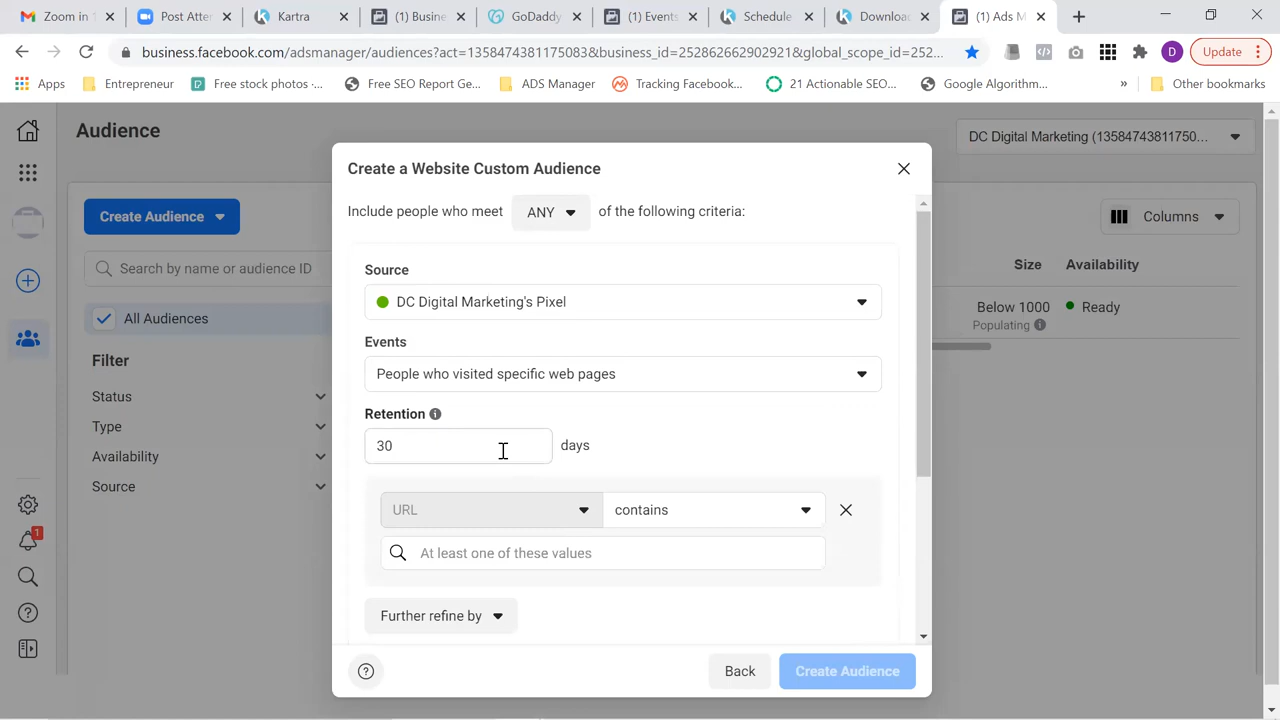 Zoom in
Post Atter
Kartra
(1) Busine
GoDaddy
(1) Events
Schedule
Download
(1) Ads M
business.facebook.com/adsmanager/audiences?act=1358474381175083&business_id=252862662902921&global_scope_id=252...
D
Update
Apps
Entrepreneur
Free stock photos ·...
Free SEO Report Ge...
ADS Manager
Tracking Facebook...
21 Actionable SEO...
Google Algorithm...
»
Other bookmarks
Audience
DC Digital Marketing (13584743811750...
Create Audience
Search by name or audience ID
All Audiences
Filter
Status
Type
Availability
Source
1
Columns
Size
Availability
Below 1000
Ready
Populating
Create a Website Custom Audience
Include people who meet ANY of the following criteria:
Source
DC Digital Marketing's Pixel
Events
People who visited specific web pages
Retention
30 days
URL contains
At least one of these values
Further refine by
Back
Create Audience